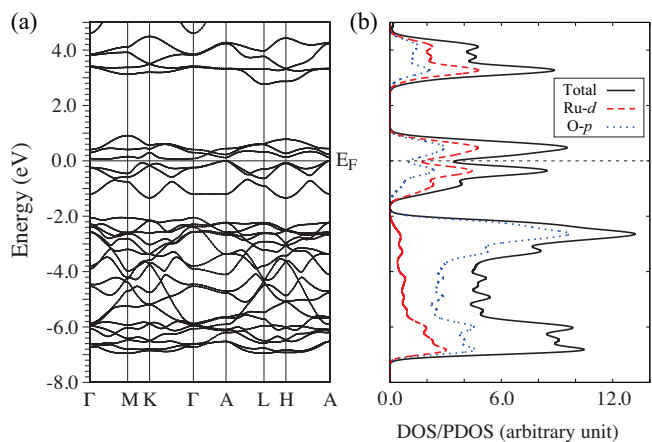 (a)
(b)
4.0
2.0
0.0
-2.0
-4.0
-6.0
-8.0
Energy (eV)
E_F
Γ M K Γ A L H A
Total
Ru-d
O-p
0.0 6.0 12.0
DOS/PDOS (arbitrary unit)